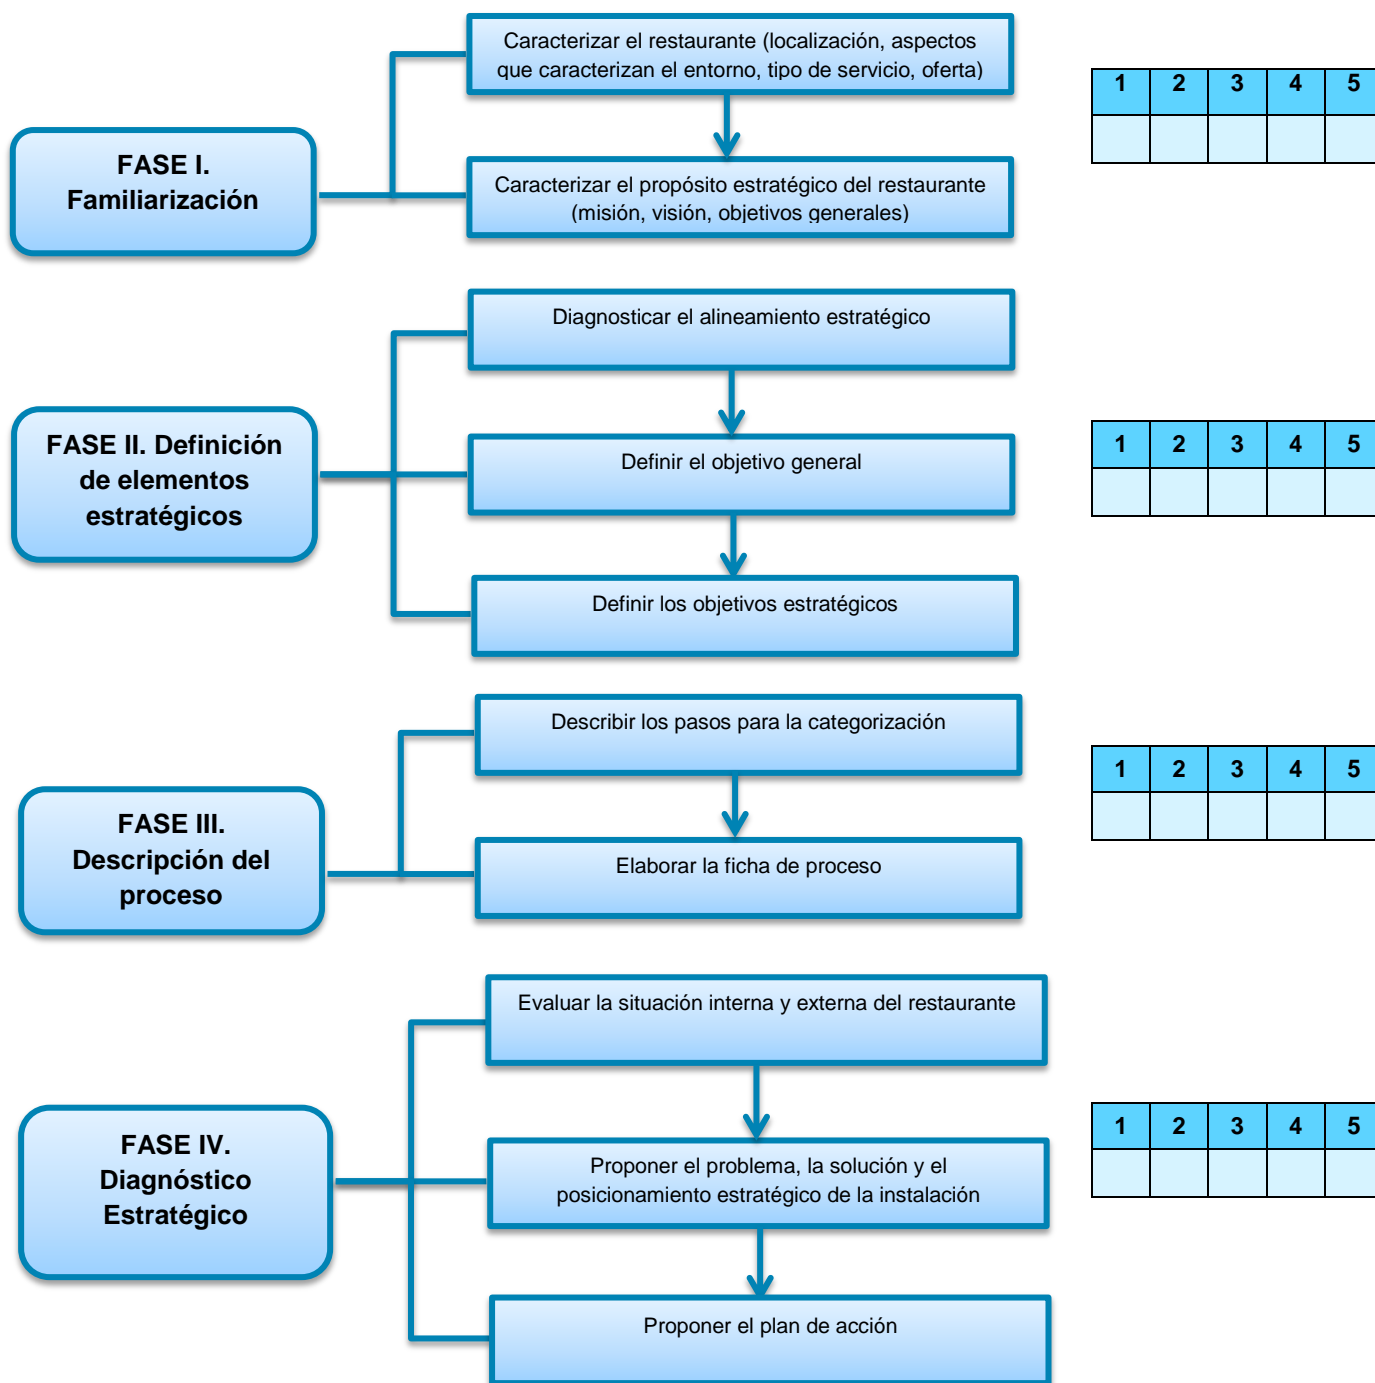 Caracterizar el restaurante (localización, aspectos
que caracterizan el entorno, tipo de servicio, oferta)
1 2 3 4 5
FASE I.
Familiarización
Caracterizar el propósito estratégico del restaurante
(misión, visión, objetivos generales)
Diagnosticar el alineamiento estratégico
FASE II. Definición
de elementos
estratégicos
Definir el objetivo general
1 2 3 4 5
Definir los objetivos estratégicos
Describir los pasos para la categorización
1 2 3 4 5
FASE III.
Descripción del
proceso
Elaborar la ficha de proceso
Evaluar la situación interna y externa del restaurante
FASE IV.
Diagnóstico
Estratégico
Proponer el problema, la solución y el
posicionamiento estratégico de la instalación
1 2 3 4 5
Proponer el plan de acción